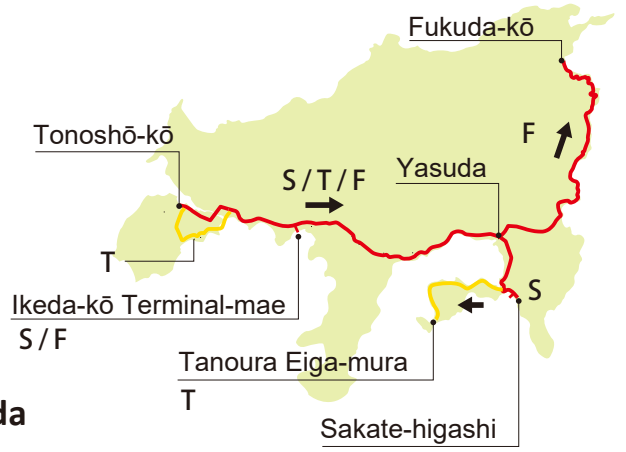 Fukuda-kō
F
Tonoshō-kō
S / T / F
Yasuda
T
S
Ikeda-kō Terminal-mae
S / F
Tanoura Eiga-mura
T
da
Sakate-higashi